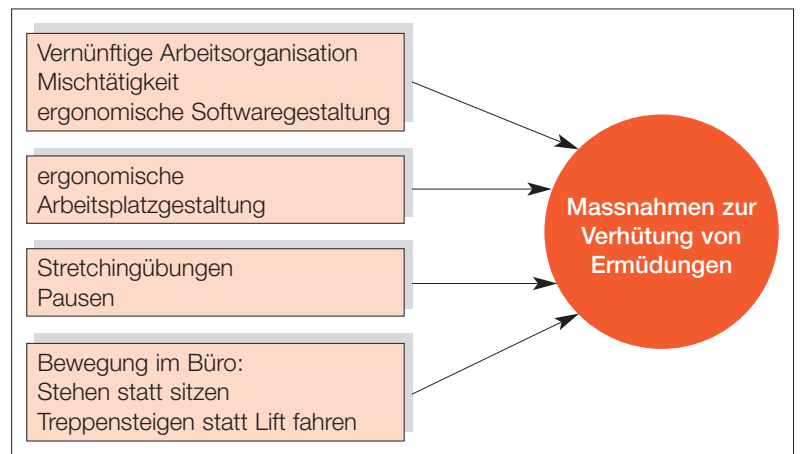 Vernünftige Arbeitsorganisation
Mischtätigkeit
ergonomische Softwaregestaltung
ergonomische
Arbeitsplatzgestaltung
Stretchingübungen
Pausen
Bewegung im Büro:
Stehen statt sitzen
Treppensteigen statt Lift fahren
Massnahmen zur
Verhütung von
Ermüdungen